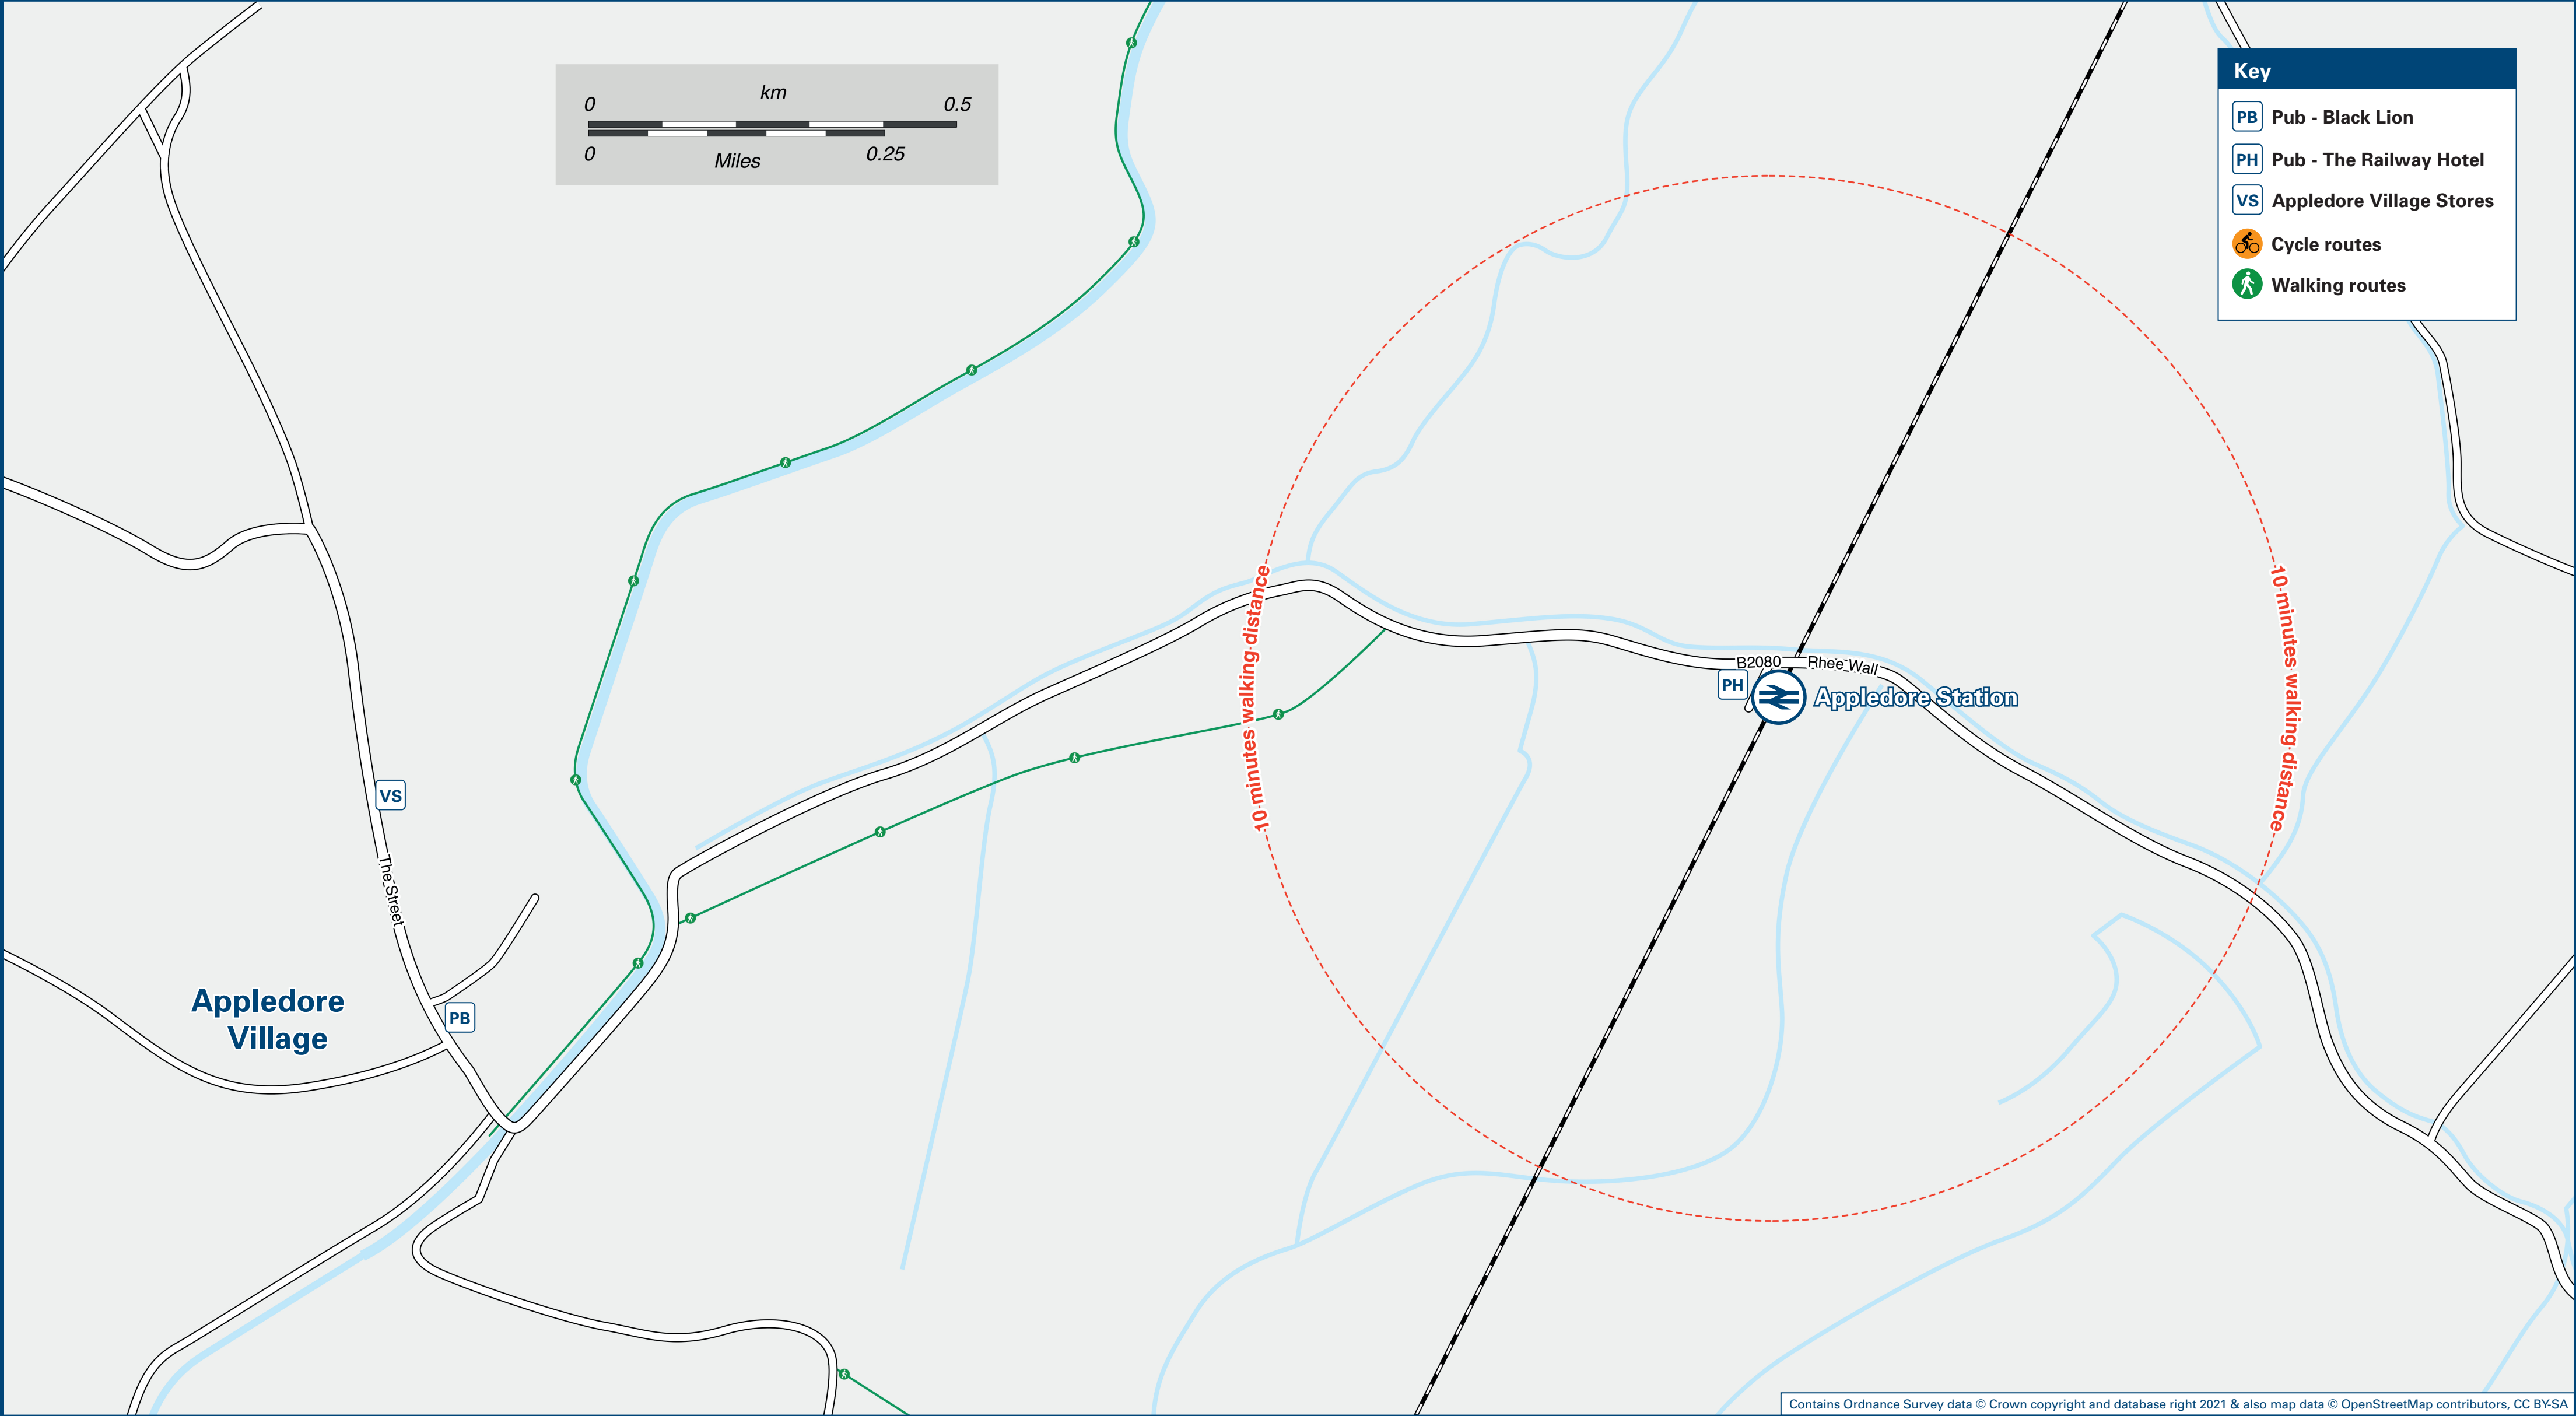 km
0 0.5
0 Miles 0.25
Key
PB Pub - Black Lion
PH Pub - The Railway Hotel
VS Appledore Village Stores
Cycle routes
Walking routes
10 minutes walking distance
10 minutes walking distance
B2080 Rhee Wall
PH
Appledore Station
VS
The Street
PB
Appledore
Village
Contains Ordnance Survey data © Crown copyright and database right 2021 & also map data © OpenStreetMap contributors, CC BY-SA